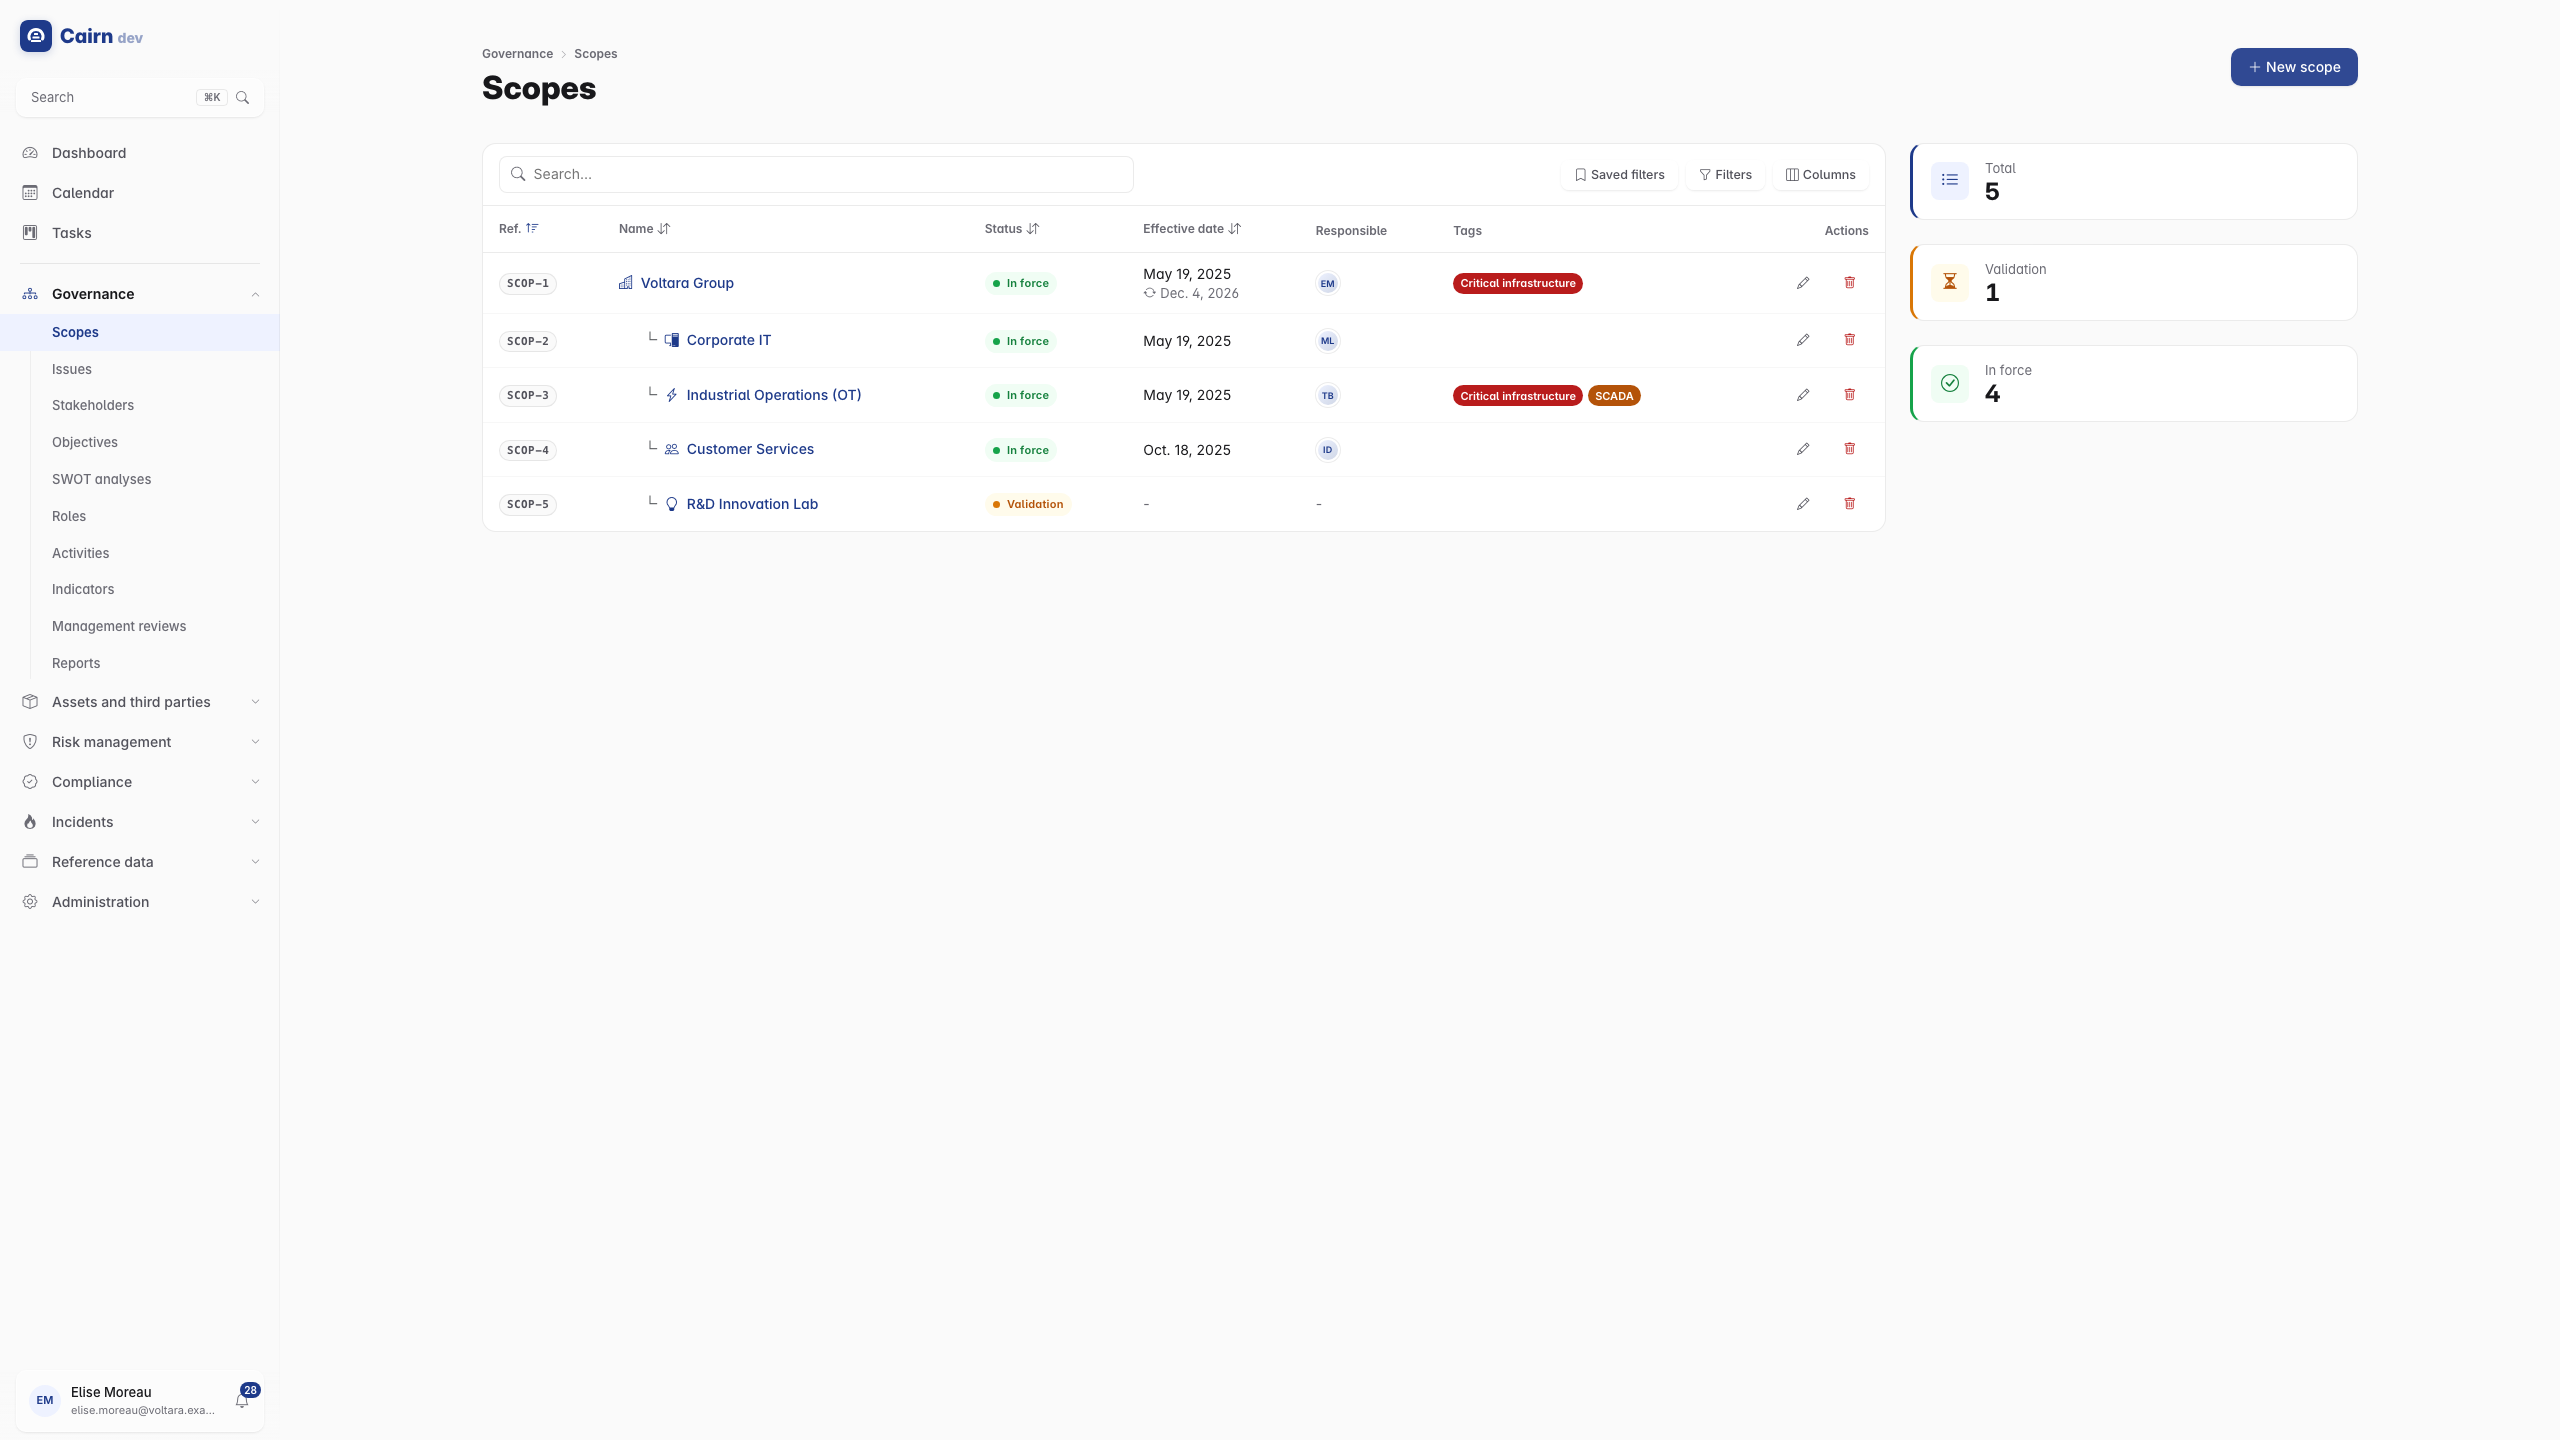 Cairn dev
Search ⌘K
Dashboard
Calendar
Tasks
Governance
Scopes
Issues
Stakeholders
Objectives
SWOT analyses
Roles
Activities
Indicators
Management reviews
Reports
Assets and third parties
Risk management
Compliance
Incidents
Reference data
Administration
EM Elise Moreau 28
elise.moreau@voltara.exa...
Governance > Scopes
Scopes
+ New scope
Search... Saved filters Filters Columns
Ref. Name Status Effective date Responsible Tags Actions
SCOP-1 Voltara Group In force May 19, 2025 EM Critical infrastructure
Dec. 4, 2026
SCOP-2 Corporate IT In force May 19, 2025 ML
SCOP-3 Industrial Operations (OT) In force May 19, 2025 TB Critical infrastructure SCADA
SCOP-4 Customer Services In force Oct. 18, 2025 ID
SCOP-5 R&D Innovation Lab Validation - -
Total
5
Validation
1
In force
4